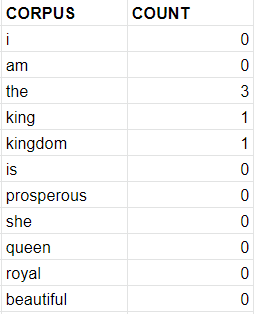 CORPUS COUNT
i 0
am 0
the 3
king 1
kingdom 1
is 0
prosperous 0
she 0
queen 0
royal 0
beautiful 0